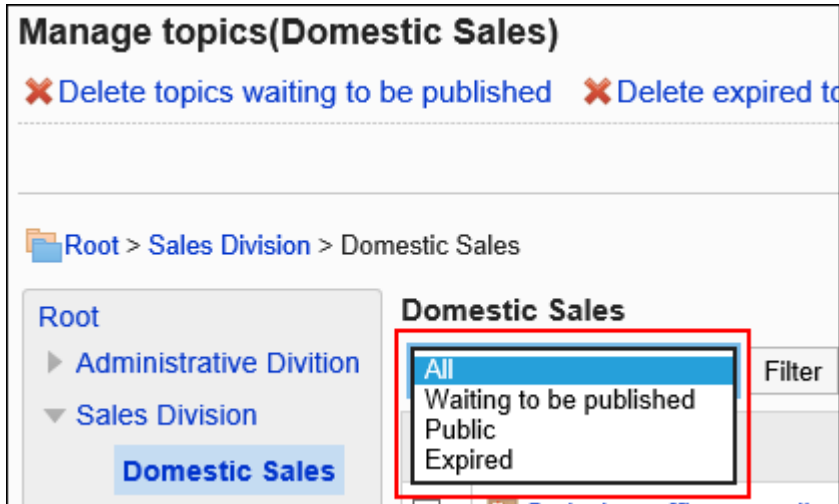 Manage topics(Domestic Sales)
Delete topics waiting to be published Delete expired
Root > Sales Division > Domestic Sales
Root
Administrative Divition
Sales Division
Domestic Sales
Domestic Sales
All
Waiting to be published
Public
Expired
Filter